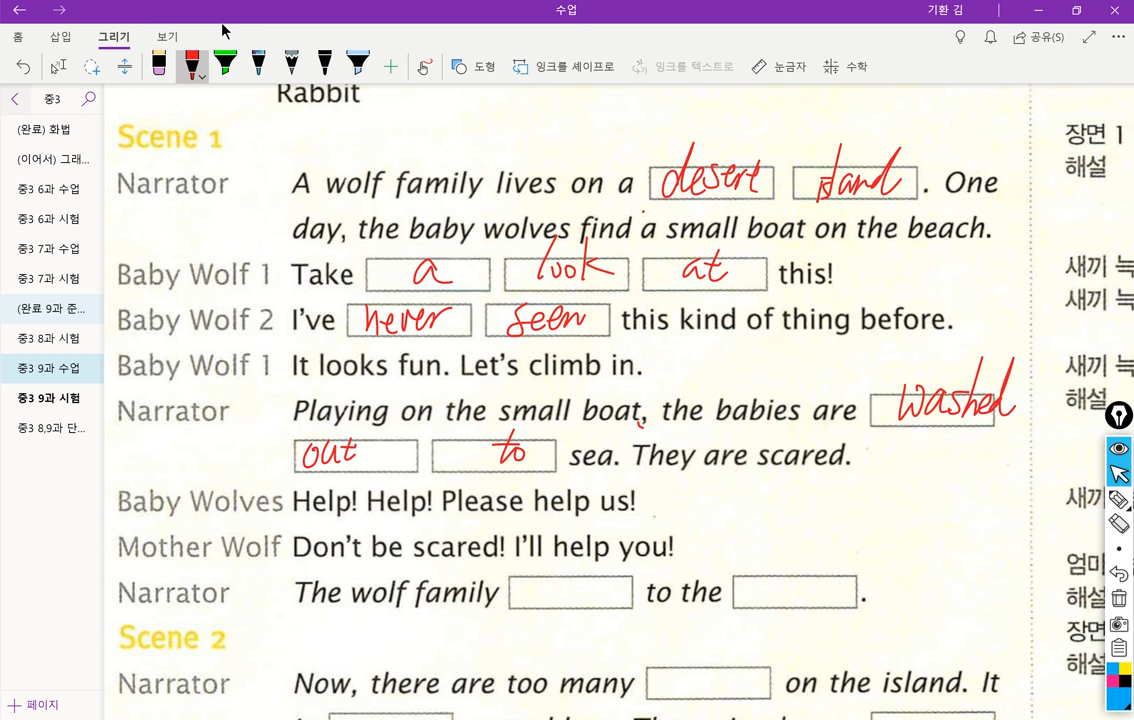 수업
기환 김
홈 삽입 그리기 보기
공유(S)
도형 잉크를 셰이프로 잉크를 텍스트로 눈금자 수학
중3
(완료) 화법
(이어서) 그래...
중3 6과 수업
중3 6과 시험
중3 7과 수업
중3 7과 시험
(완료 9과 준...
중3 8과 시험
중3 9과 수업
중3 9과 시험
중3 8,9과 단...
페이지
Rabbit
Scene 1
Narrator A wolf family lives on a desert island . One
day, the baby wolves find a small boat on the beach.
Baby Wolf 1 Take a look at this!
Baby Wolf 2 I've never seen this kind of thing before.
Baby Wolf 1 It looks fun. Let's climb in.
Narrator Playing on the small boat, the babies are washed
out to sea. They are scared.
Baby Wolves Help! Help! Please help us!
Mother Wolf Don't be scared! I'll help you!
Narrator The wolf family to the .
Scene 2
Narrator Now, there are too many on the island. It
장면 1
해설
새끼 늑
새끼 늑
새끼 늑
해설
새끼
엄마
해설
장면
해설